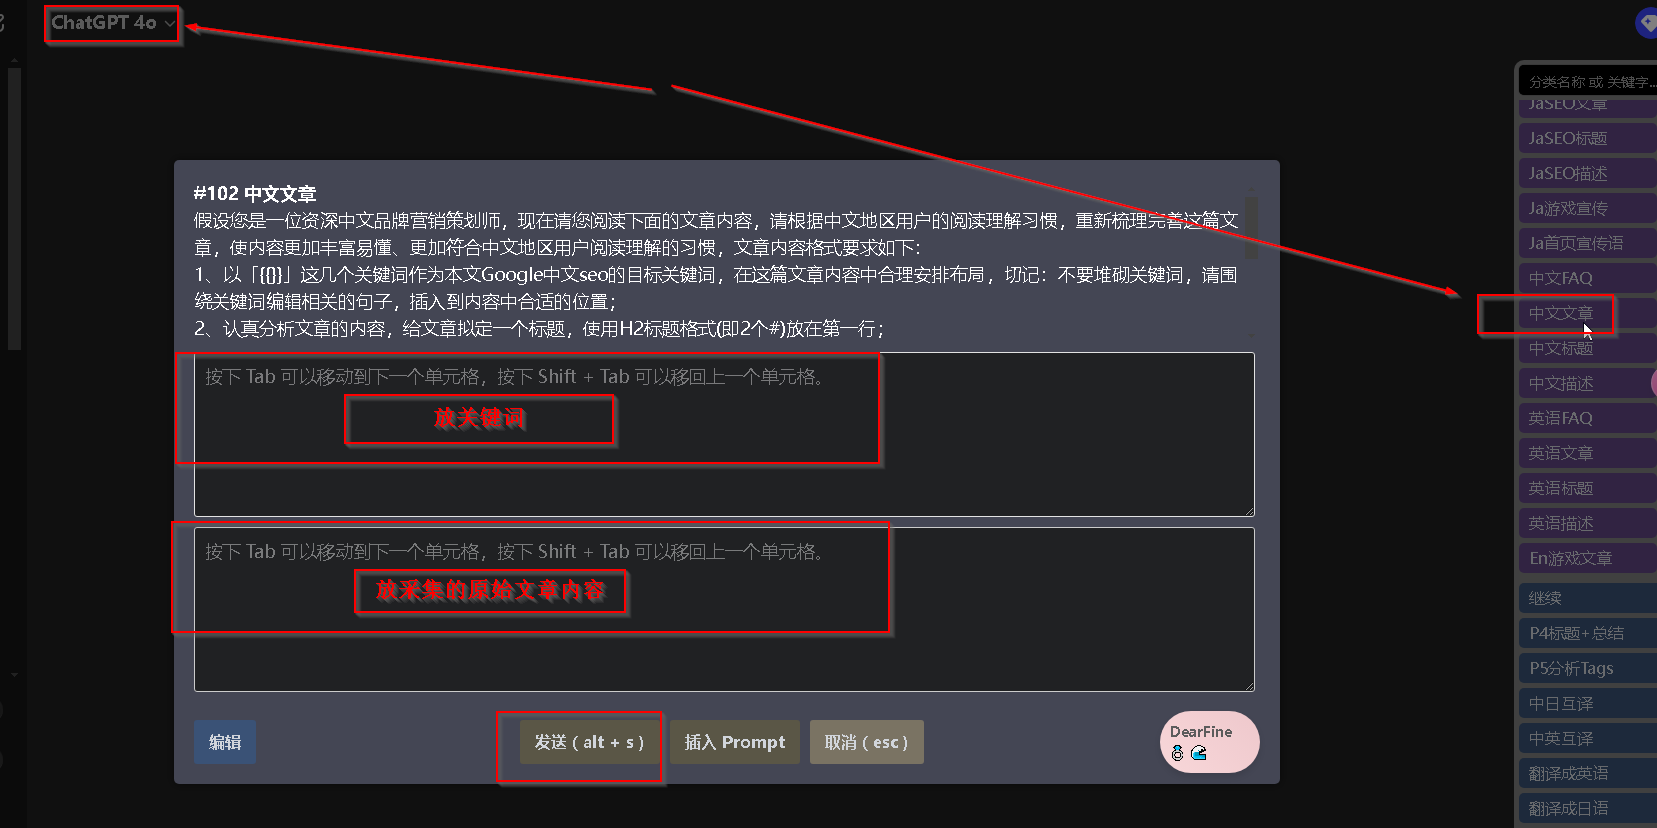 ChatGPT 4o
分类名称 或 关键字...
JaSEO文章
JaSEO标题
JaSEO描述
Ja游戏宣传
Ja首页宣传语
中文FAQ
中文文章
中文标题
中文描述
英语FAQ
英语文章
英语标题
英语描述
En游戏文章
继续
P4标题+总结
P5分析Tags
中日互译
中英互译
翻译成英语
翻译成日语
#102 中文文章
假设您是一位资深中文品牌营销策划师，现在请您阅读下面的文章内容，请根据中文地区用户的阅读理解习惯，重新梳理完善这篇文
章，使内容更加丰富易懂、更加符合中文地区用户阅读理解的习惯，文章内容格式要求如下：
1、以「{{}}」这几个关键词作为本文Google中文seo的目标关键词，在这篇文章内容中合理安排布局，切记：不要堆砌关键词，请围
绕关键词编辑相关的句子，插入到内容中合适的位置；
2、认真分析文章的内容，给文章拟定一个标题，使用H2标题格式(即2个#)放在第一行；
按下 Tab 可以移动到下一个单元格，按下 Shift + Tab 可以移回上一个单元格。
放关键词
按下 Tab 可以移动到下一个单元格，按下 Shift + Tab 可以移回上一个单元格。
放采集的原始文章内容
编辑
发送 ( alt + s )
插入 Prompt
取消 ( esc )
DearFine